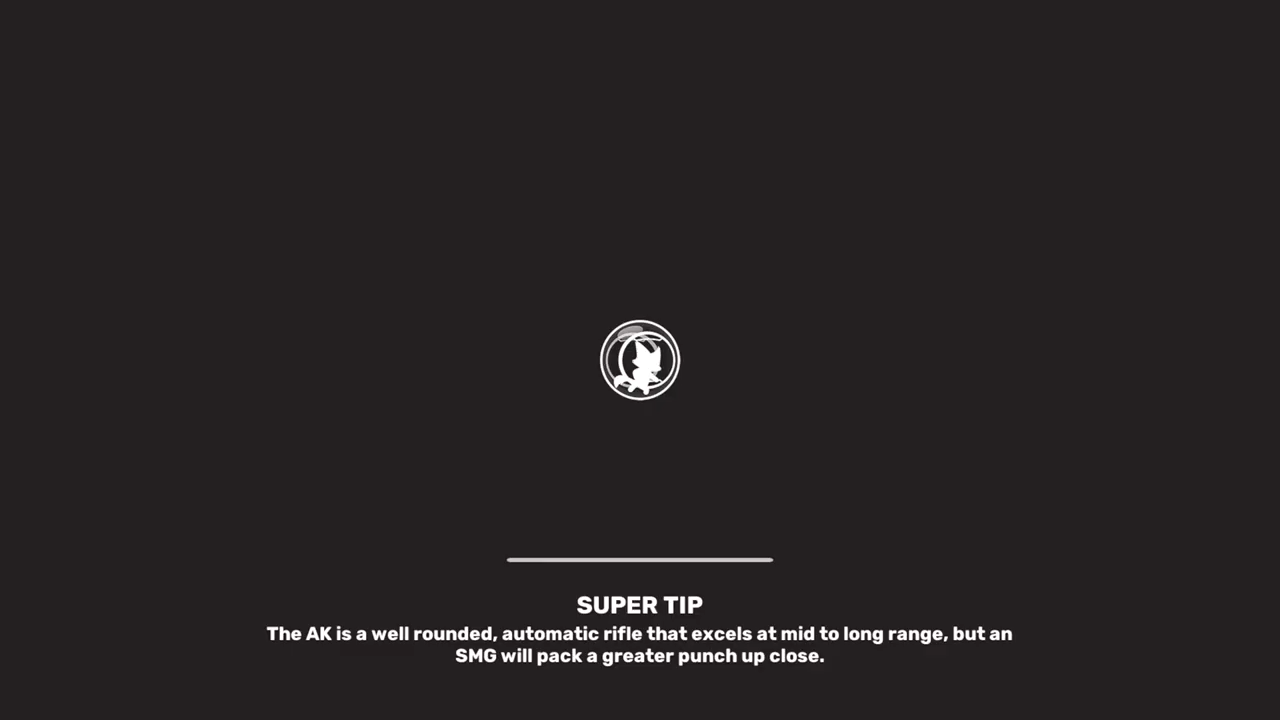 SUPER TIP
The AK is a well rounded, automatic rifle that excels at mid to long range, but an
SMG will pack a greater punch up close.